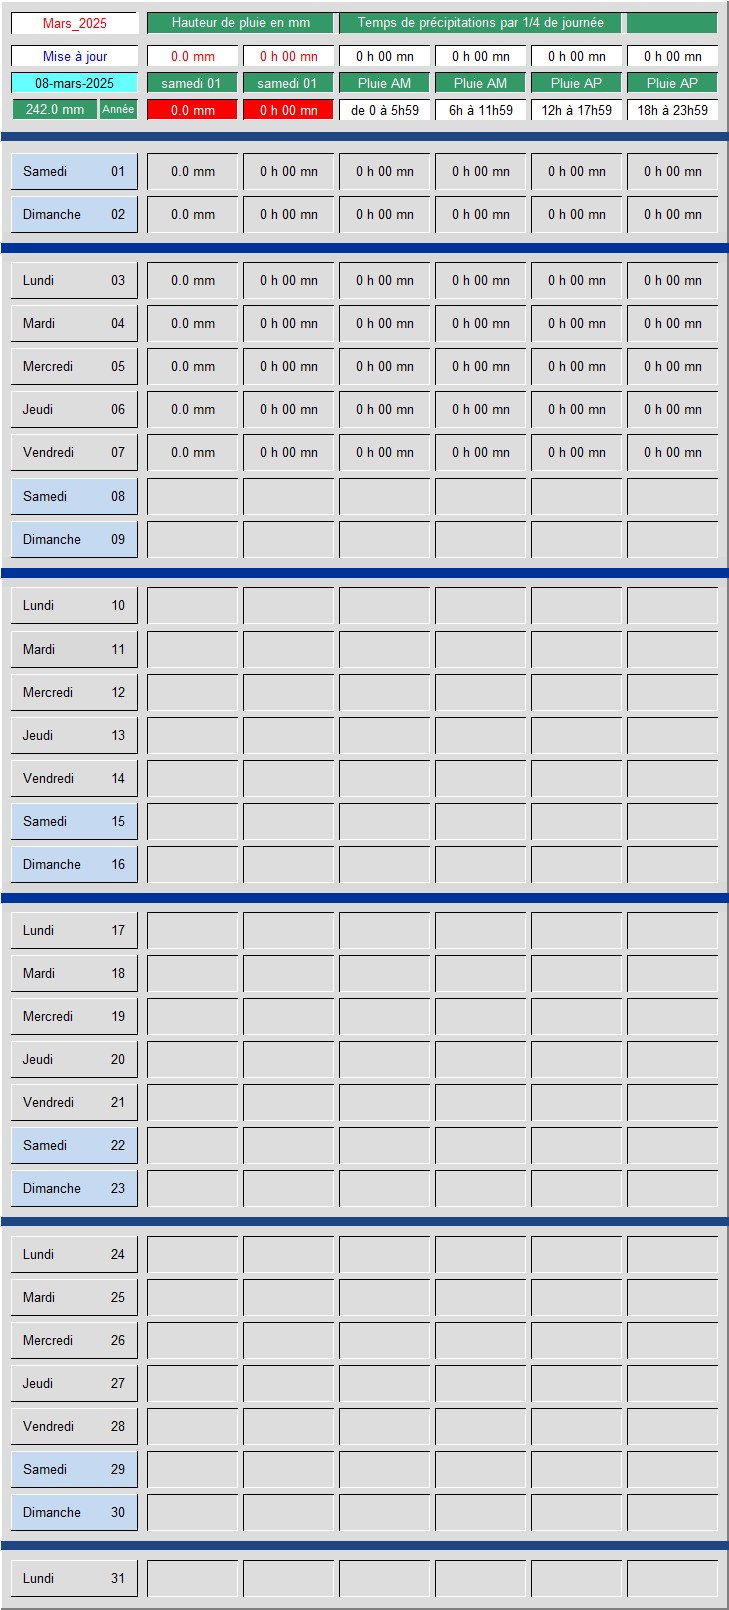 Mars_2025 Hauteur de pluie en mm Temps de précipitations par 1/4 de journée
Mise à jour 0.0 mm 0 h 00 mn 0 h 00 mn 0 h 00 mn 0 h 00 mn 0 h 00 mn
08-mars-2025 samedi 01 samedi 01 Pluie AM Pluie AM Pluie AP Pluie AP
242.0 mm Année 0.0 mm 0 h 00 mn de 0 à 5h59 6h à 11h59 12h à 17h59 18h à 23h59
Samedi 01 0.0 mm 0 h 00 mn 0 h 00 mn 0 h 00 mn 0 h 00 mn 0 h 00 mn
Dimanche 02 0.0 mm 0 h 00 mn 0 h 00 mn 0 h 00 mn 0 h 00 mn 0 h 00 mn
Lundi 03 0.0 mm 0 h 00 mn 0 h 00 mn 0 h 00 mn 0 h 00 mn 0 h 00 mn
Mardi 04 0.0 mm 0 h 00 mn 0 h 00 mn 0 h 00 mn 0 h 00 mn 0 h 00 mn
Mercredi 05 0.0 mm 0 h 00 mn 0 h 00 mn 0 h 00 mn 0 h 00 mn 0 h 00 mn
Jeudi 06 0.0 mm 0 h 00 mn 0 h 00 mn 0 h 00 mn 0 h 00 mn 0 h 00 mn
Vendredi 07 0.0 mm 0 h 00 mn 0 h 00 mn 0 h 00 mn 0 h 00 mn 0 h 00 mn
Samedi 08
Dimanche 09
Lundi 10
Mardi 11
Mercredi 12
Jeudi 13
Vendredi 14
Samedi 15
Dimanche 16
Lundi 17
Mardi 18
Mercredi 19
Jeudi 20
Vendredi 21
Samedi 22
Dimanche 23
Lundi 24
Mardi 25
Mercredi 26
Jeudi 27
Vendredi 28
Samedi 29
Dimanche 30
Lundi 31